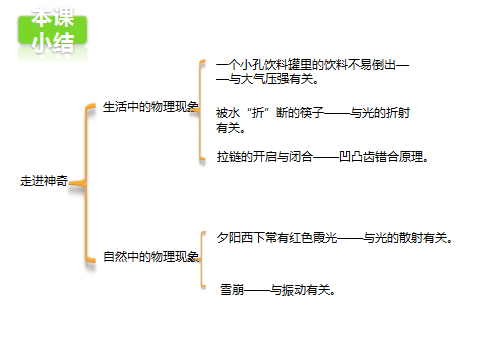 本课
小结
一个小孔饮料罐里的饮料不易倒出—
—与大气压强有关。
生活中的物理现象
被水“折”断的筷子——与光的折射
有关。
拉链的开启与闭合——凹凸齿错合原理。
走进神奇
夕阳西下常有红色霞光——与光的散射有关。
自然中的物理现象
雪崩——与振动有关。